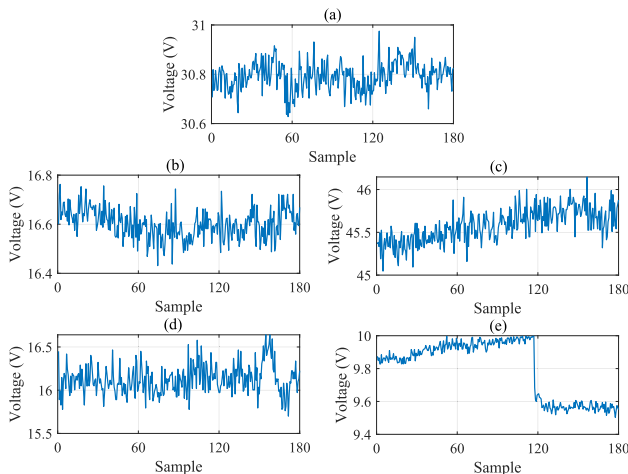 (a)
31
30.8
30.6
Voltage (V)
0 60 120 180
Sample
(b) (c)
16.8
16.6
16.4
Voltage (V)
0 60 120 180
Sample
46
45.5
45
Voltage (V)
0 60 120 180
Sample
(d) (e)
16.5
16
15.5
Voltage (V)
0 60 120 180
Sample
10
9.8
9.6
9.4
Voltage (V)
0 60 120 180
Sample